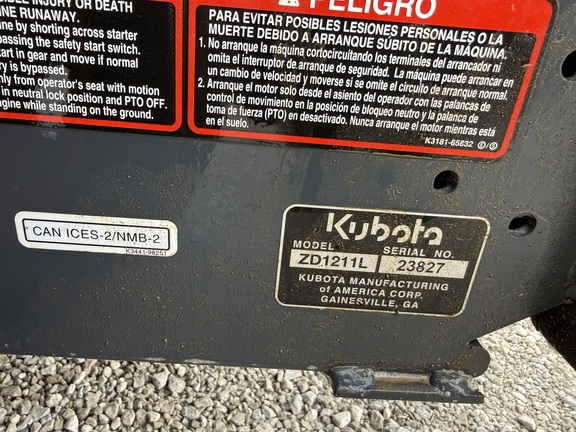 SIBLE INJURY OR DEATH
INE RUNAWAY.
ine by shorting across starter
passing the safety start switch.
art in gear and move if normal
y is bypassed.
nly from operator's seat with motion
in neutral lock position and PTO OFF.
ngine while standing on the ground.
PELIGRO
PARA EVITAR POSIBLES LESIONES PERSONALES O LA
MUERTE DEBIDO A ARRANQUE SÚBITO DE LA MÁQUINA.
1. No arranque la máquina cortocircuitando los terminales del arrancador ni
omita el interruptor de arranque de seguridad. La máquina puede arrancar en
un cambio de velocidad y moverse si se omite el circuito de arranque normal.
2. Arranque el motor solo desde el asiento del operador con las palancas de
control de movimiento en la posición de bloqueo neutro y la palanca de
toma de fuerza (PTO) en desactivado. Nunca arranque el motor mientras está
en el suelo.
K3181-65832
CAN ICES-2/NMB-2
K3441-98251
Kubota
MODEL SERIAL NO.
ZD1211L 23827
KUBOTA MANUFACTURING
of AMERICA CORP.
GAINESVILLE, GA